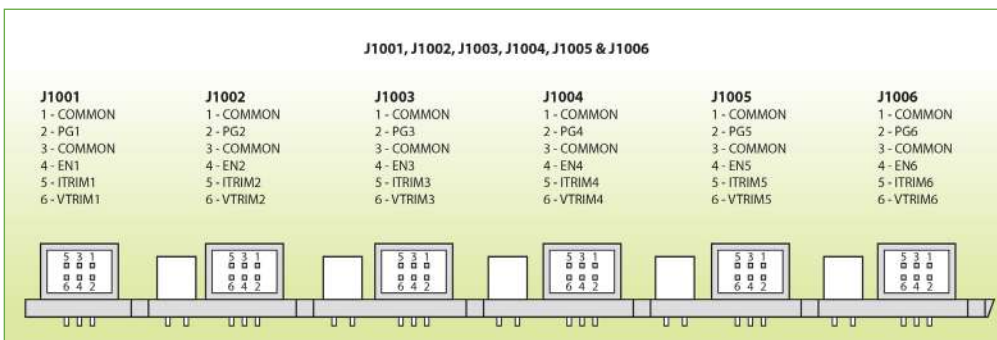 J1001, J1002, J1003, J1004, J1005 & J1006
J1001
1 - COMMON
2 - PG1
3 - COMMON
4 - EN1
5 - ITRIM1
6 - VTRIM1
J1002
1 - COMMON
2 - PG2
3 - COMMON
4 - EN2
5 - ITRIM2
6 - VTRIM2
J1003
1 - COMMON
2 - PG3
3 - COMMON
4 - EN3
5 - ITRIM3
6 - VTRIM3
J1004
1 - COMMON
2 - PG4
3 - COMMON
4 - EN4
5 - ITRIM4
6 - VTRIM4
J1005
1 - COMMON
2 - PG5
3 - COMMON
4 - EN5
5 - ITRIM5
6 - VTRIM5
J1006
1 - COMMON
2 - PG6
3 - COMMON
4 - EN6
5 - ITRIM6
6 - VTRIM6
5 3 1
6 4 2
5 3 1
6 4 2
5 3 1
6 4 2
5 3 1
6 4 2
5 3 1
6 4 2
5 3 1
6 4 2